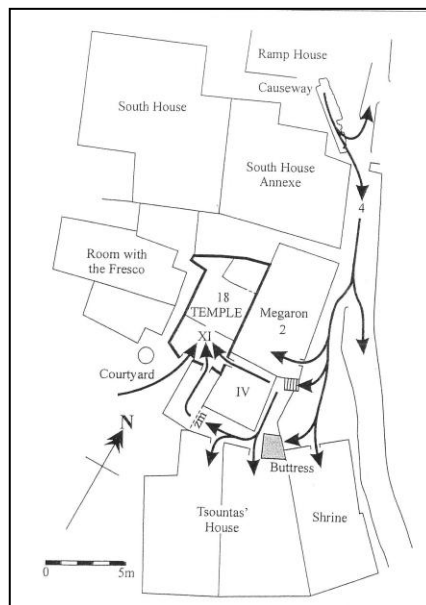 Ramp House
Causeway
South House
South House
Annexe
4
Room with
the Fresco
18
TEMPLE
Megaron
2
XI
Courtyard
IV
N
Buttress
Tsountas'
House
Shrine
0 5m